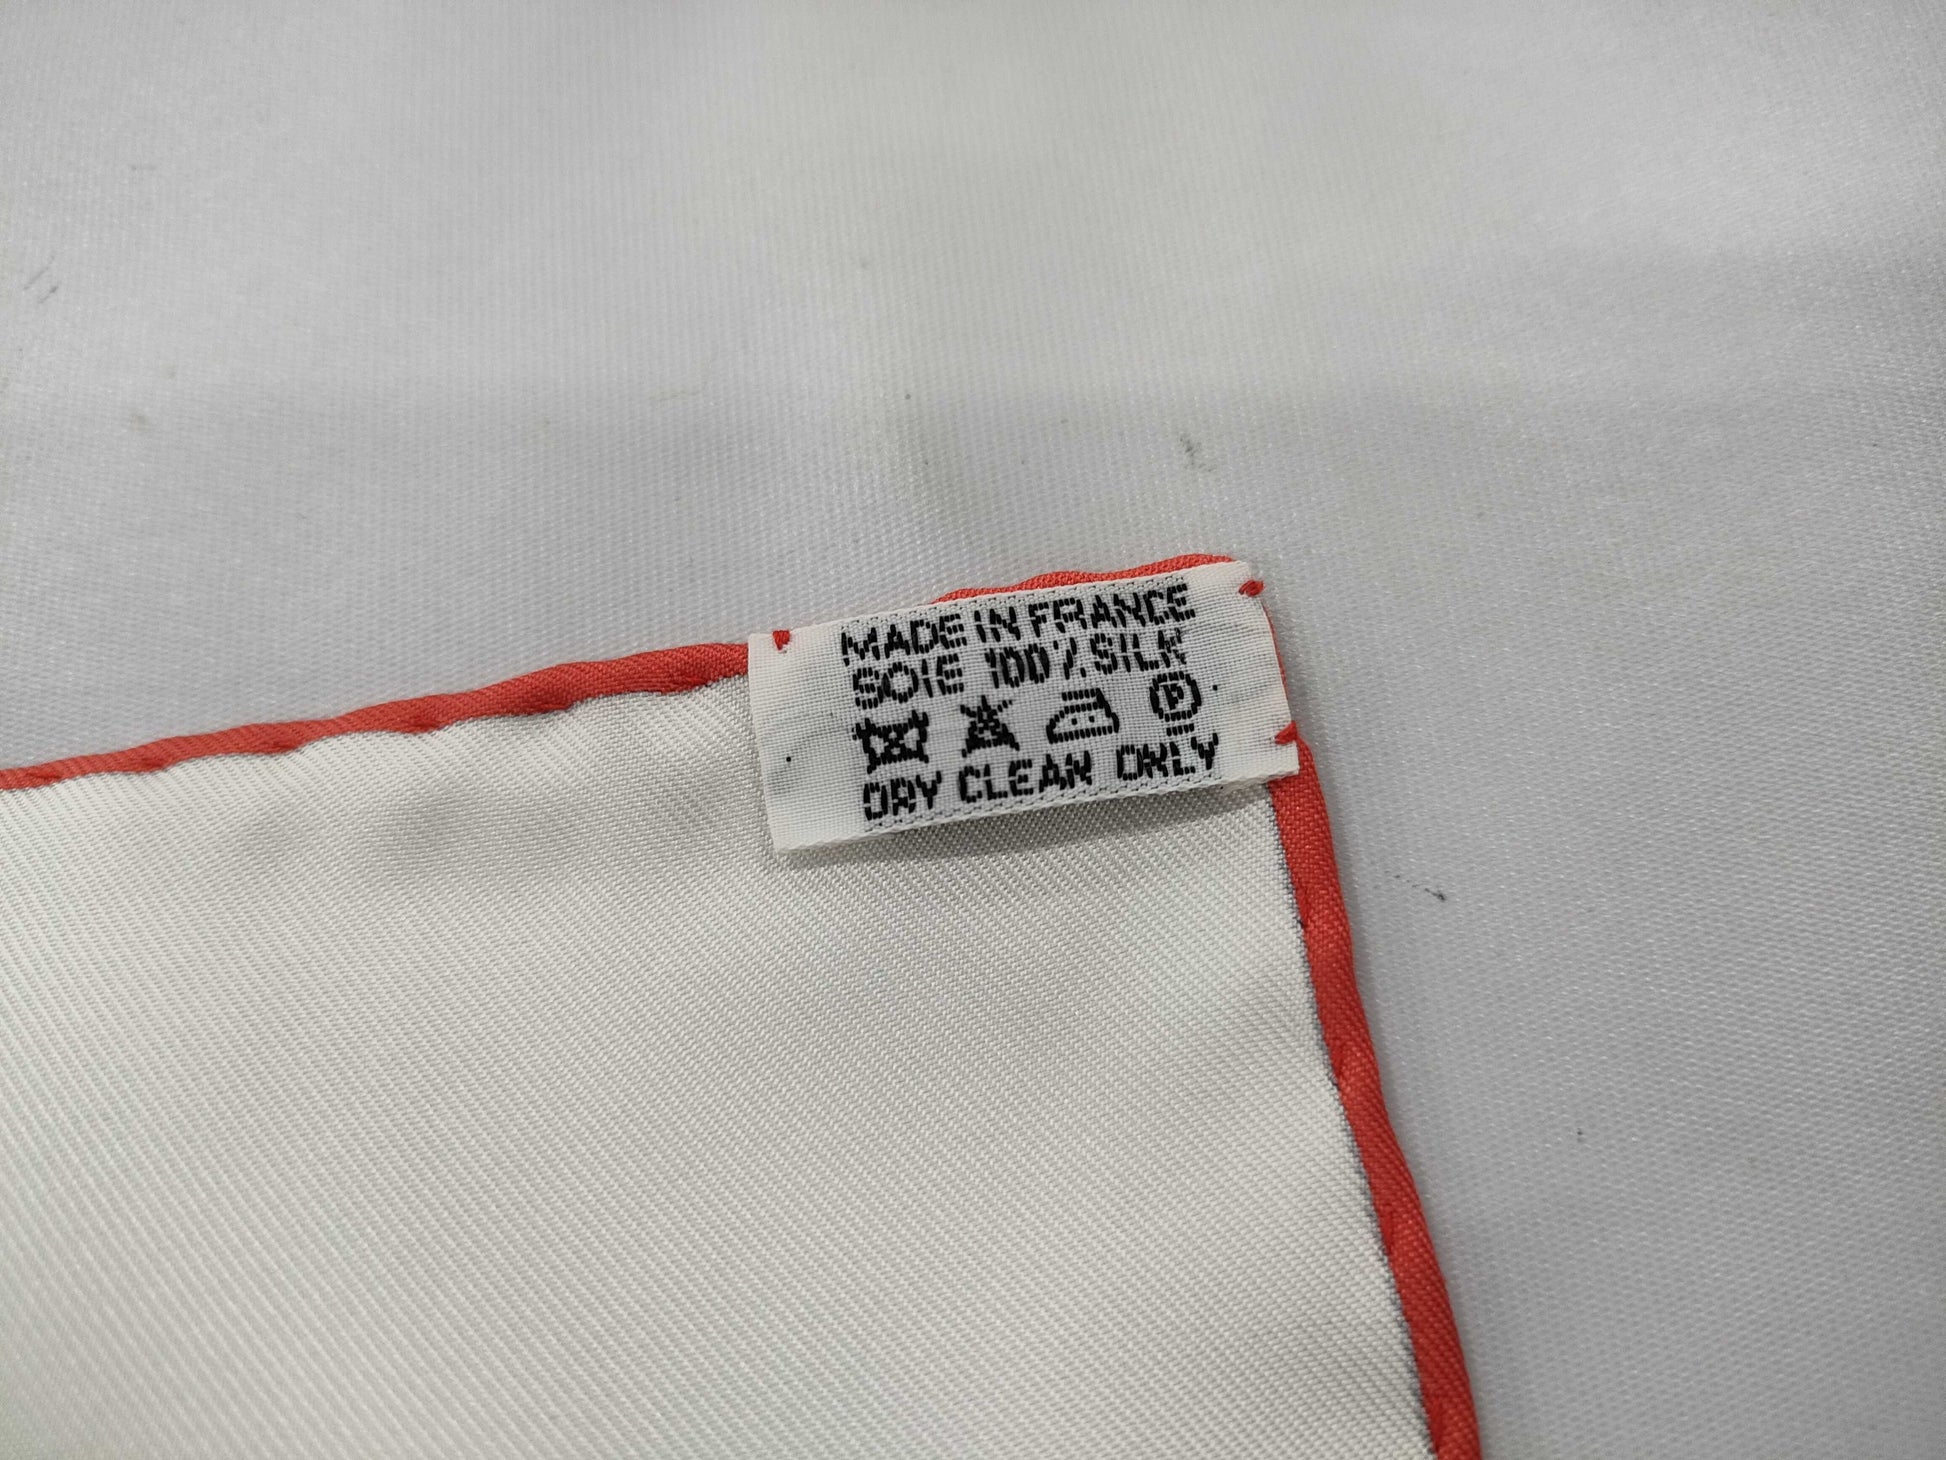 MADE IN FRANCE
SOIE 100% SILK
P
DRY CLEAN ONLY